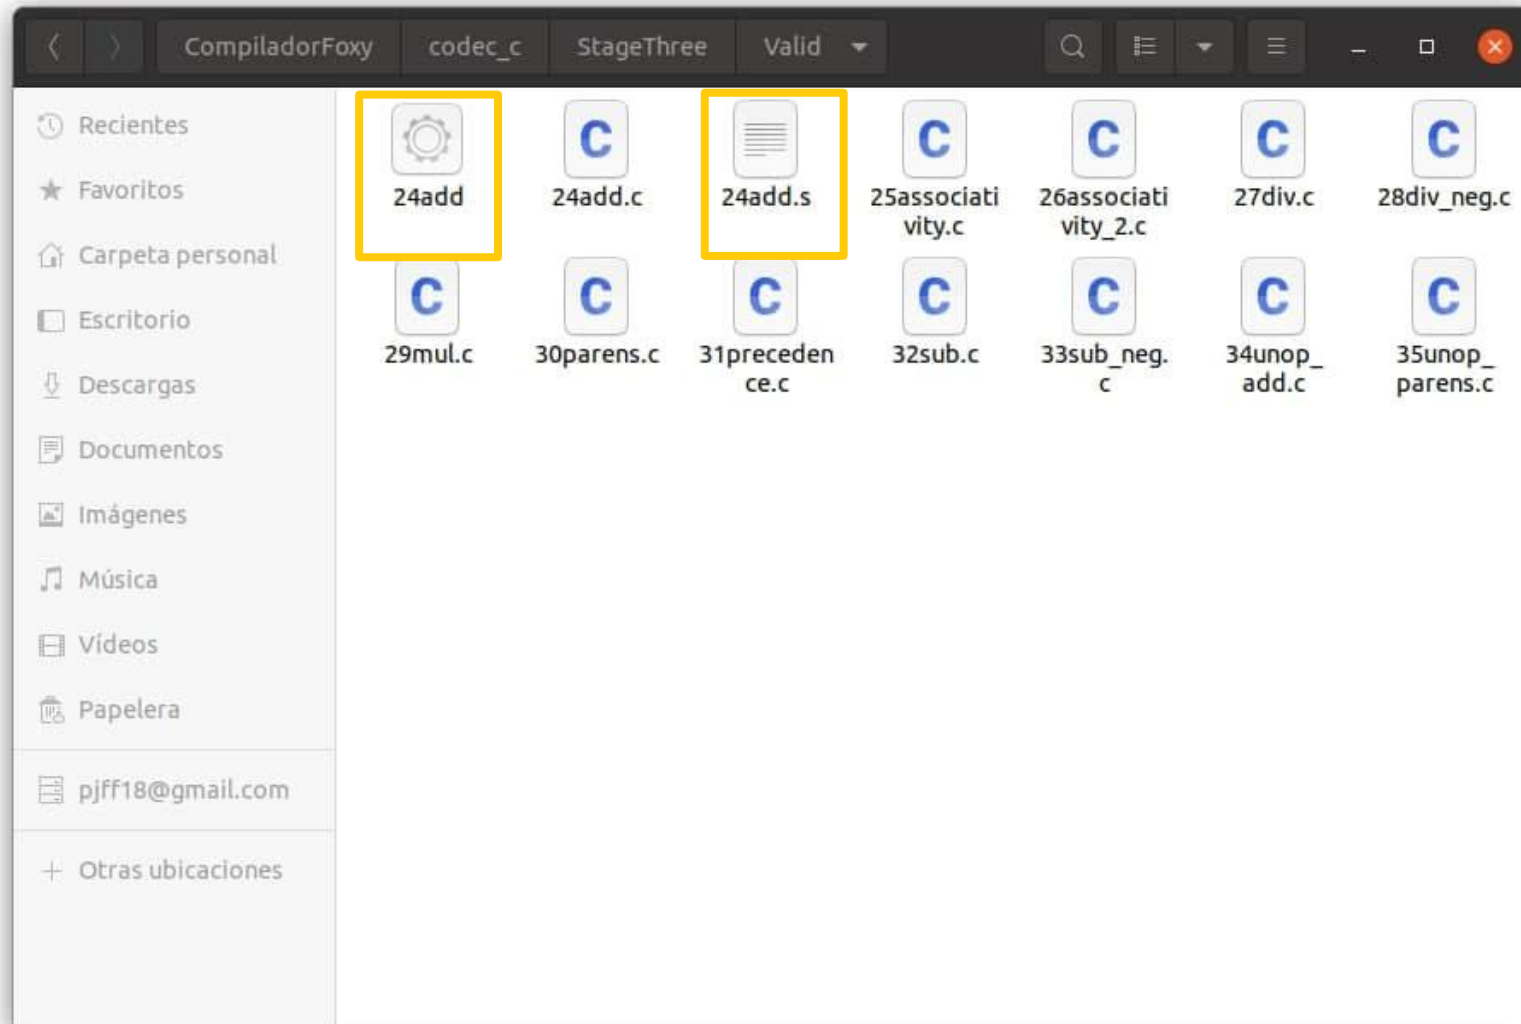 CompiladorFoxy codec_c StageThree Valid
Recientes
Favoritos
Carpeta personal
Escritorio
Descargas
Documentos
Imágenes
Música
Vídeos
Papelera
pjff18@gmail.com
Otras ubicaciones
24add
24add.c
24add.s
25associati
vity.c
26associati
vity_2.c
27div.c
28div_neg.c
29mul.c
30parens.c
31preceden
ce.c
32sub.c
33sub_neg.
c
34unop_
add.c
35unop_
parens.c